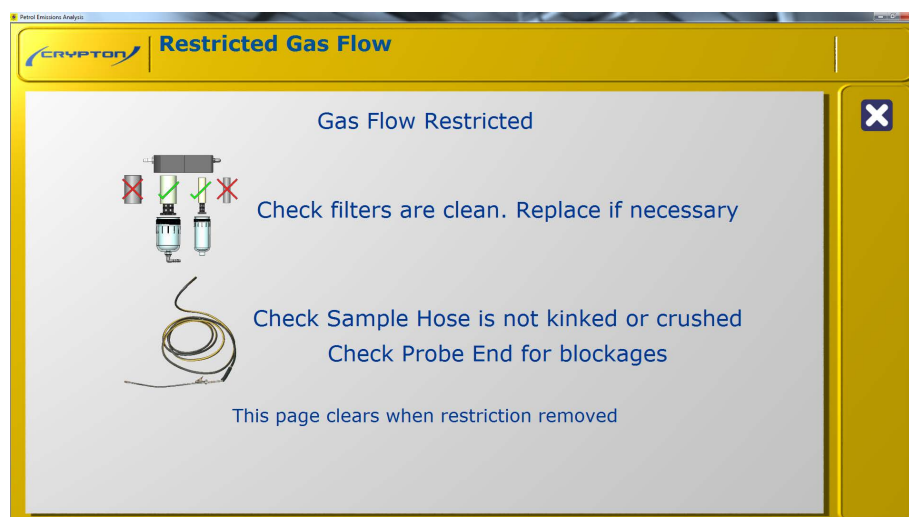 Petrol Emissions Analysis
CRYPTON
Restricted Gas Flow
Gas Flow Restricted
Check filters are clean. Replace if necessary
Check Sample Hose is not kinked or crushed
Check Probe End for blockages
This page clears when restriction removed